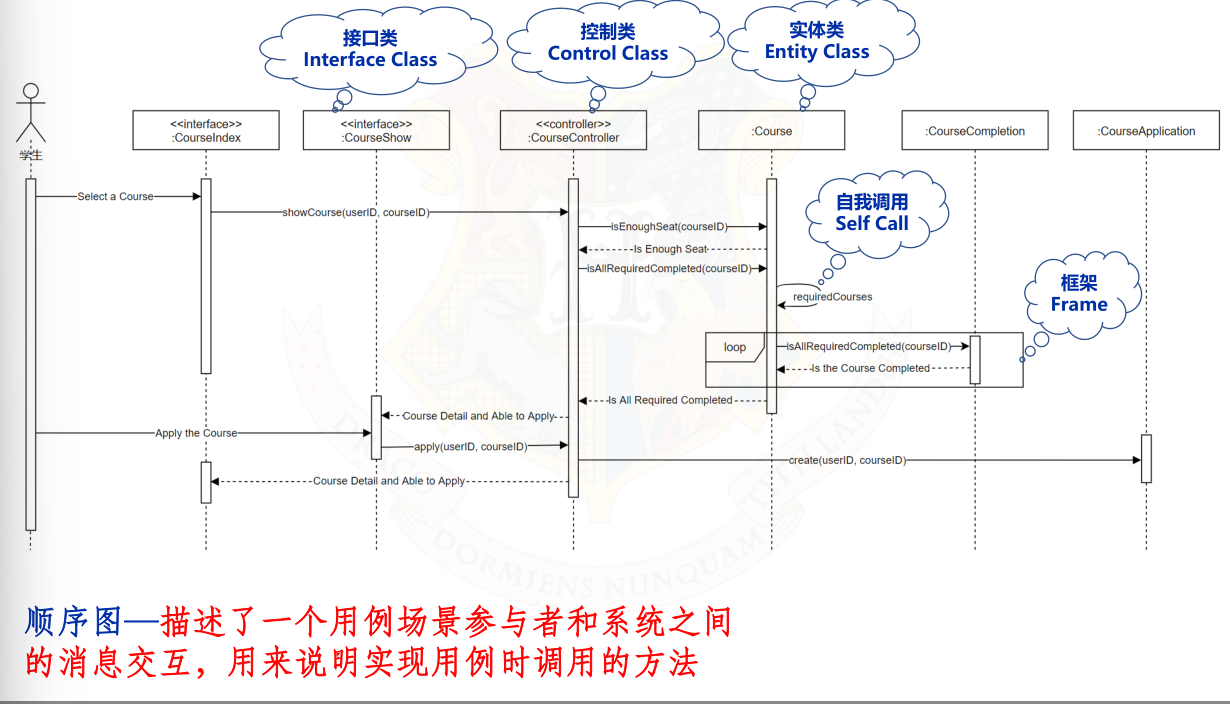 接口类
Interface Class
控制类
Control Class
实体类
Entity Class
学生
<<interface>>
:CourseIndex
<<interface>>
:CourseShow
<<controller>>
:CourseController
:Course
:CourseCompletion
:CourseApplication
Select a Course
showCourse(userID, courseID)
isEnoughSeat(courseID)
Is Enough Seat
isAllRequiredCompleted(courseID)
自我调用
Self Call
requiredCourses
框架
Frame
loop
isAllRequiredCompleted(courseID)
Is the Course Completed
Is All Required Completed
Course Detail and Able to Apply
Apply the Course
apply(userID, courseID)
create(userID, courseID)
Course Detail and Able to Apply
DRACO DORMIENS NUNQUAM TITILLANDUS
顺序图—描述了一个用例场景参与者和系统之间
的消息交互，用来说明实现用例时调用的方法